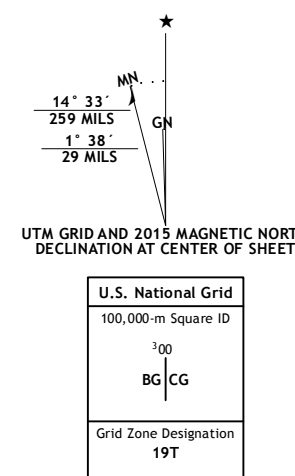 MN
GN
14° 33´
259 MILS
1° 38´
29 MILS
UTM GRID AND 2015 MAGNETIC NORT
DECLINATION AT CENTER OF SHEET
U.S. National Grid
100,000-m Square ID
³00
BG CG
Grid Zone Designation
19T